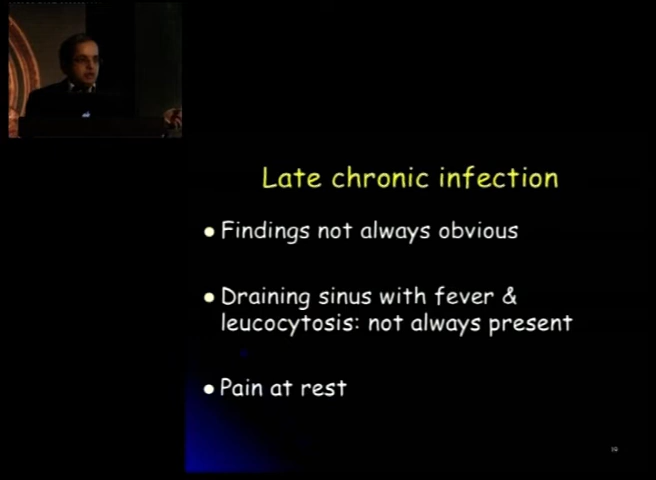 Late chronic infection
● Findings not always obvious
● Draining sinus with fever &
leucocytosis: not always present
● Pain at rest